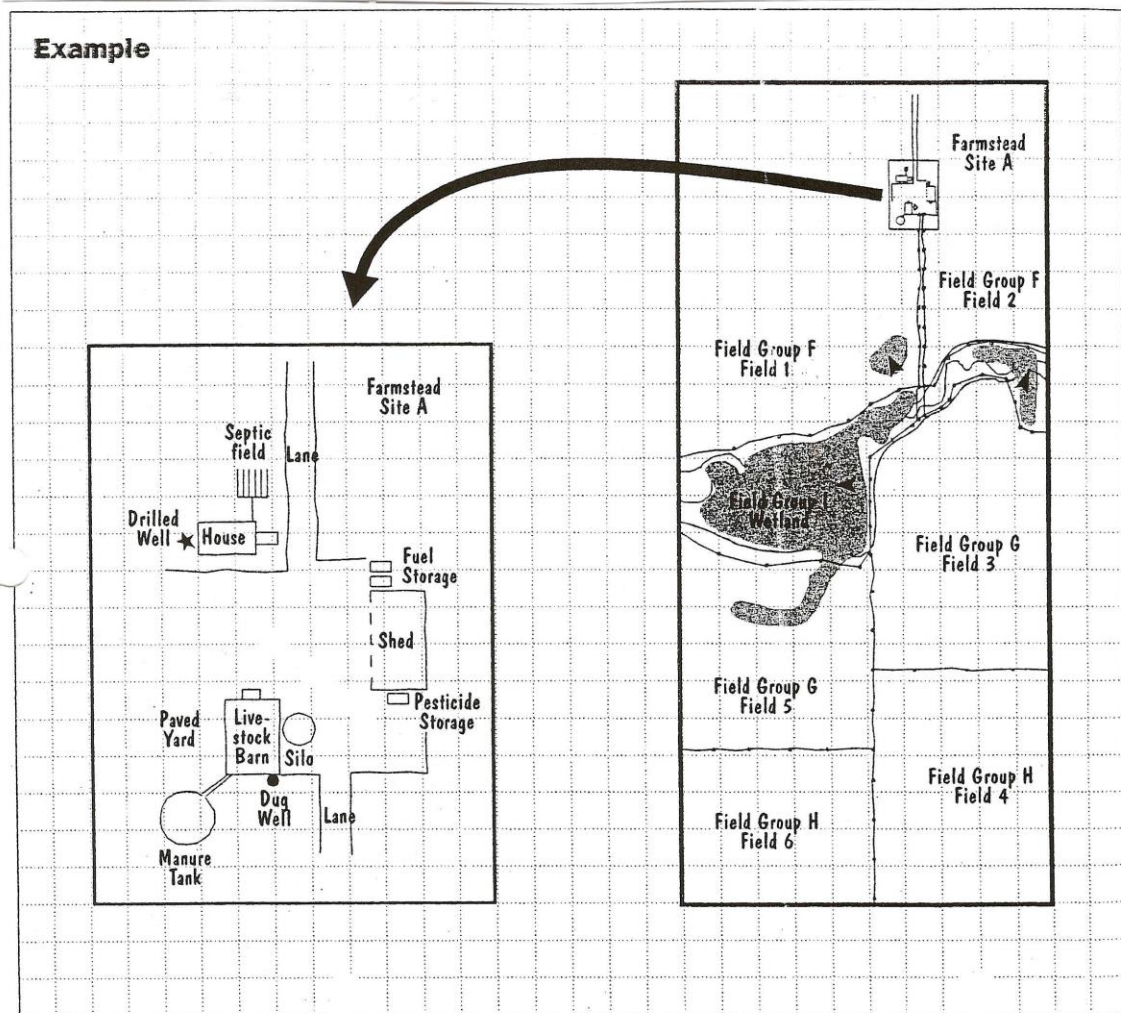 Example
Farmstead
Site A
Field Group F
Field 2
Field Group F
Field 1
Field Group I
Wetland
Field Group G
Field 3
Field Group G
Field 5
Field Group H
Field 4
Field Group H
Field 6
Farmstead
Site A
Septic
field
Lane
Drilled
Well
House
Fuel
Storage
Shed
Pesticide
Storage
Paved
Yard
Live-
stock
Barn
Silo
Dug
Well
Lane
Manure
Tank